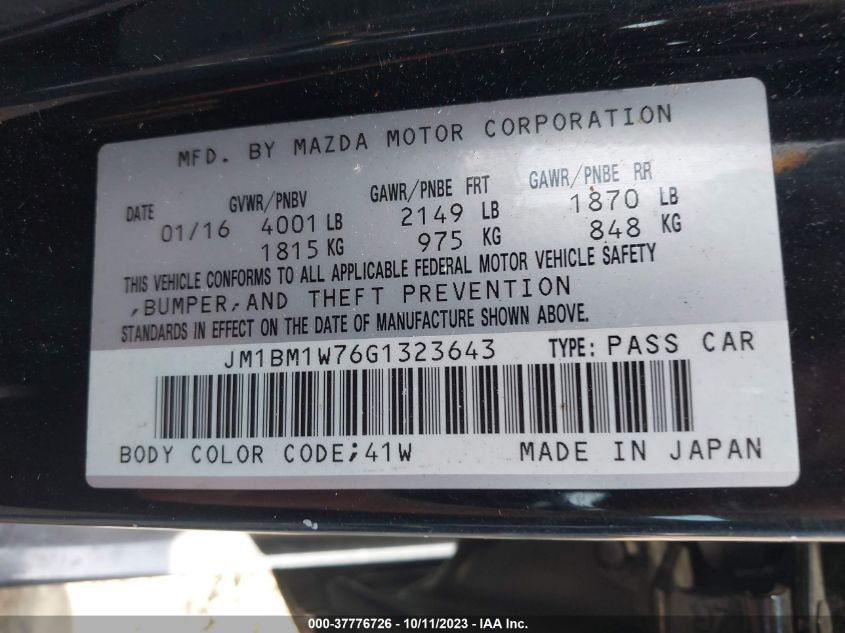 MFD. BY MAZDA MOTOR CORPORATION
DATE GVWR/PNBV GAWR/PNBE FRT GAWR/PNBE RR
01/16 4001 LB 2149 LB 1870 LB
1815 KG 975 KG 848 KG
THIS VEHICLE CONFORMS TO ALL APPLICABLE FEDERAL MOTOR VEHICLE SAFETY
,BUMPER,AND THEFT PREVENTION
STANDARDS IN EFFECT ON THE DATE OF MANUFACTURE SHOWN ABOVE.
JM1BM1W76G1323643 TYPE: PASS CAR
BODY COLOR CODE;41W MADE IN JAPAN
000-37776726 - 10/11/2023 - IAA Inc.